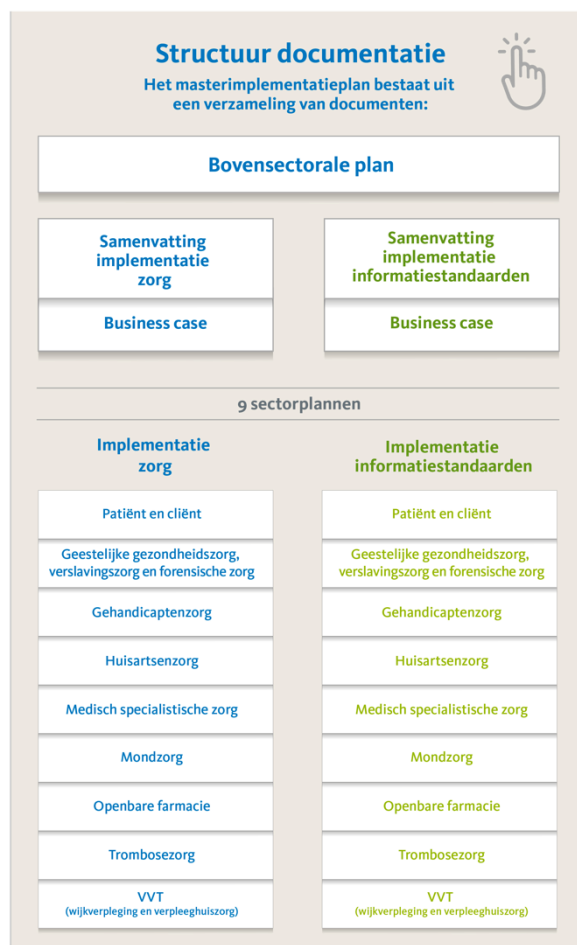 Structuur documentatie
Het masterimplementatieplan bestaat uit
een verzameling van documenten:
Bovensectorale plan
Samenvatting
implementatie
zorg
Business case
Samenvatting
implementatie
informatiestandaarden
Business case
9 sectorplannen
Implementatie
zorg
Patiënt en cliënt
Geestelijke gezondheidszorg,
verslavingszorg en forensische zorg
Gehandicaptenzorg
Huisartsenzorg
Medisch specialistische zorg
Mondzorg
Openbare farmacie
Trombosezorg
VVT
(wijkverpleging en verpleeghuiszorg)
Implementatie
informatiestandaarden
Patiënt en cliënt
Geestelijke gezondheidszorg,
verslavingszorg en forensische zorg
Gehandicaptenzorg
Huisartsenzorg
Medisch specialistische zorg
Mondzorg
Openbare farmacie
Trombosezorg
VVT
(wijkverpleging en verpleeghuiszorg)